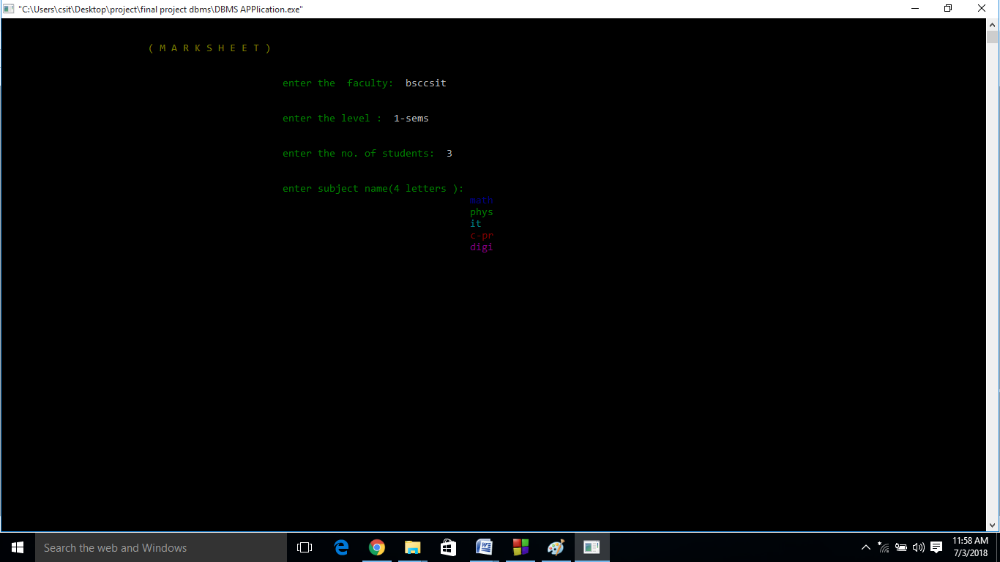 "C:\Users\csit\Desktop\project\final project dbms\DBMS APPlication.exe"
( M A R K S H E E T )
enter the  faculty:  bsccsit
enter the level :  1-sems
enter the no. of students:  3
enter subject name(4 letters ):
math
phys
it
c-pr
digi
Search the web and Windows
11:58 AM
7/3/2018